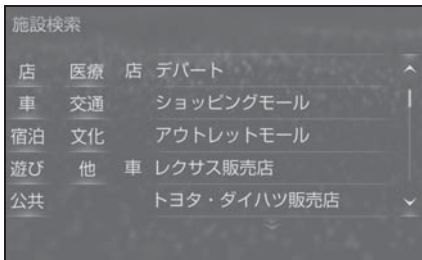 施設検索
店 医療 店 デパート
車 交通 ショッピングモール
宿泊 文化 アウトレットモール
遊び 他 車 レクサス販売店
公共 トヨタ・ダイハツ販売店